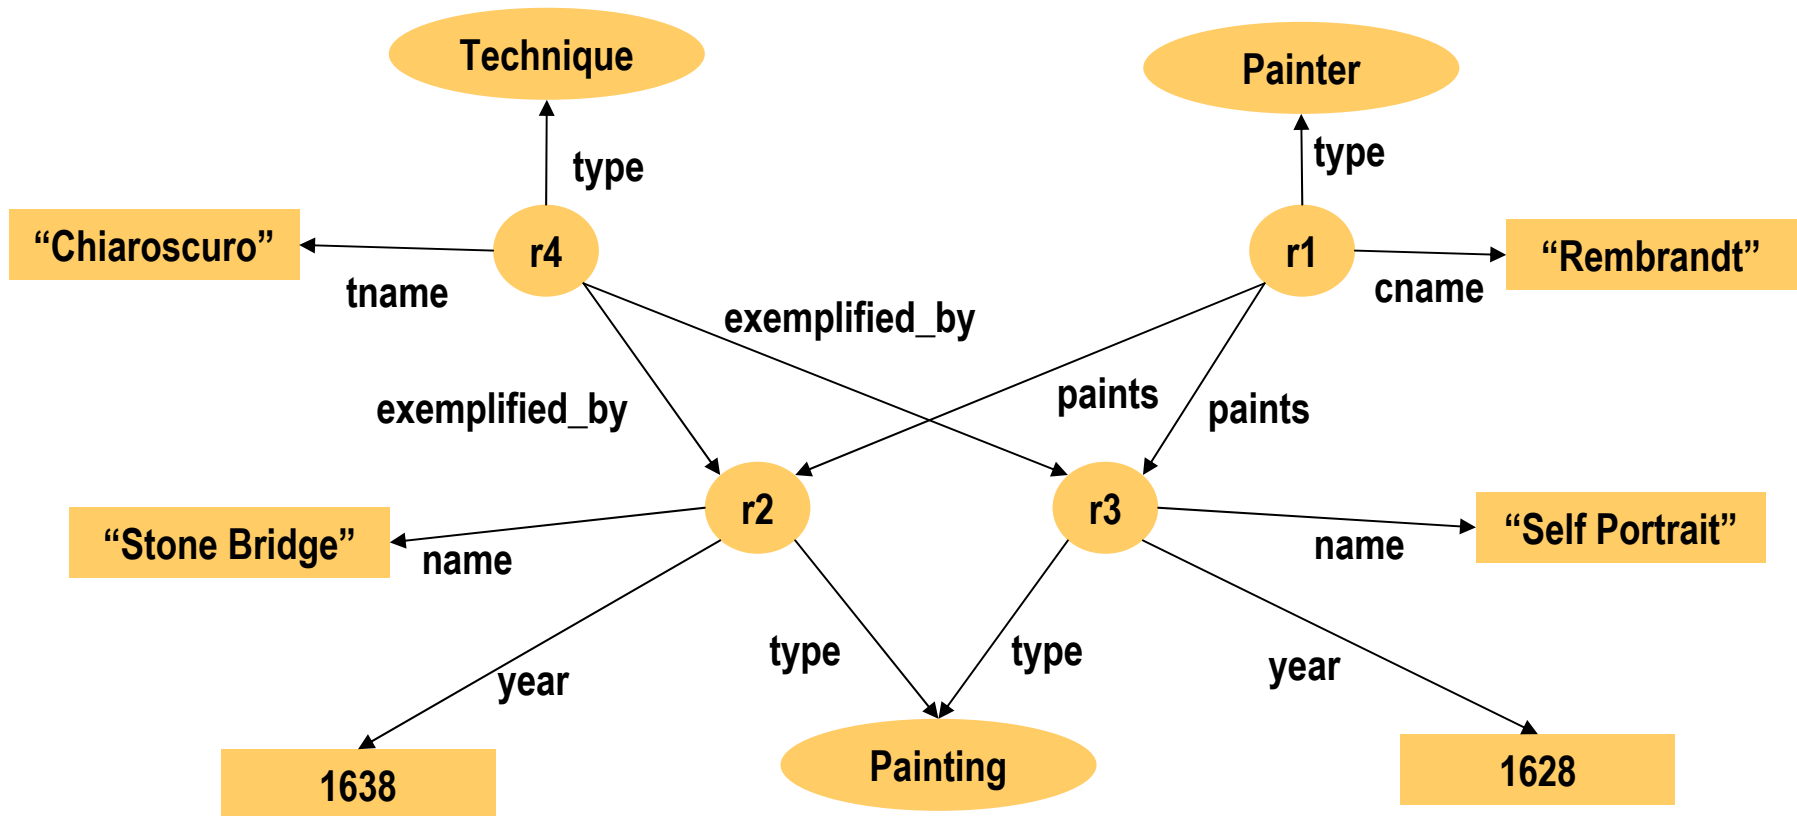 Technique
Painter
type
type
“Chiaroscuro”
r4
r1
“Rembrandt”
tname
cname
exemplified_by
exemplified_by
paints
paints
r2
r3
“Stone Bridge”
name
name
“Self Portrait”
type
type
year
year
1638
Painting
1628